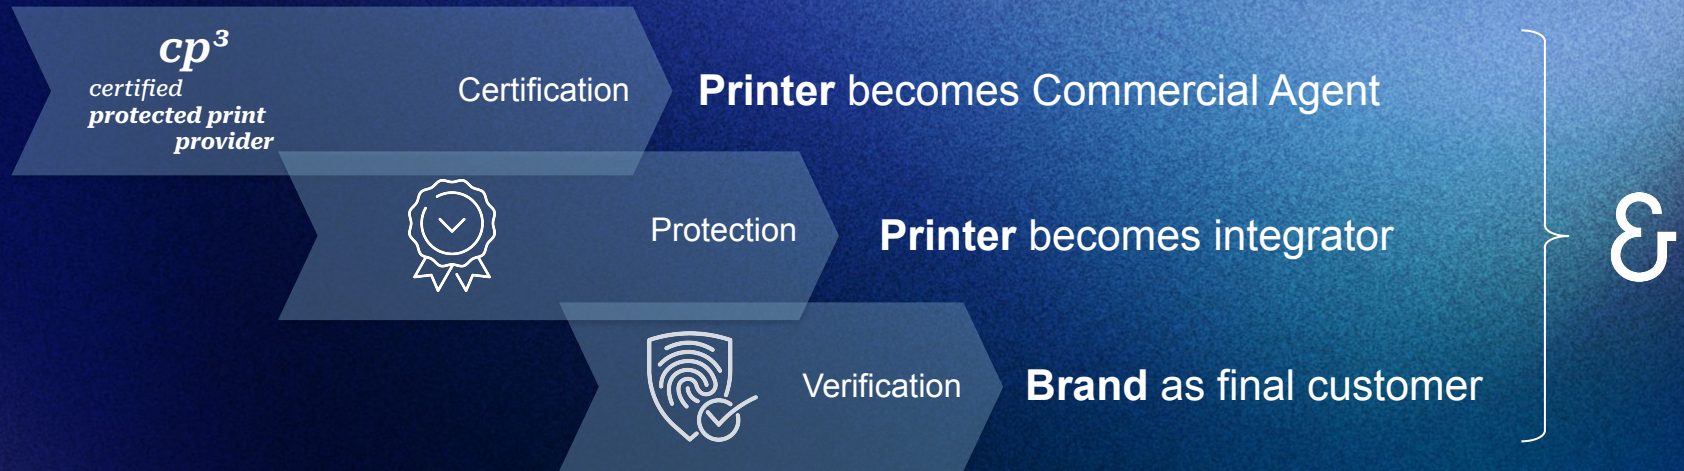 cp³
certified
protected print
provider
Certification
Printer becomes Commercial Agent
Protection
Printer becomes integrator
Verification
Brand as final customer
&